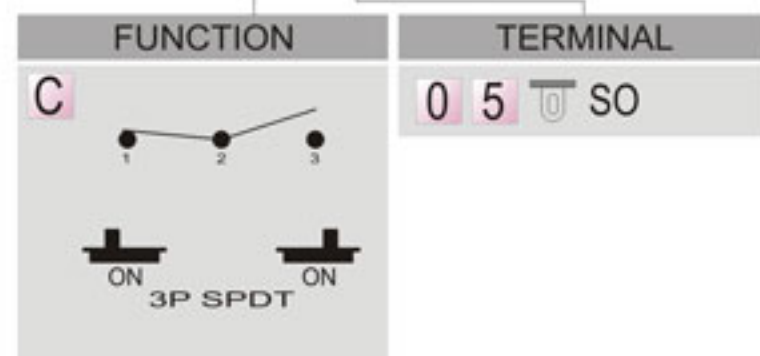 FUNCTION
C
1 2 3
ON ON
3P SPDT
TERMINAL
0 5 SO